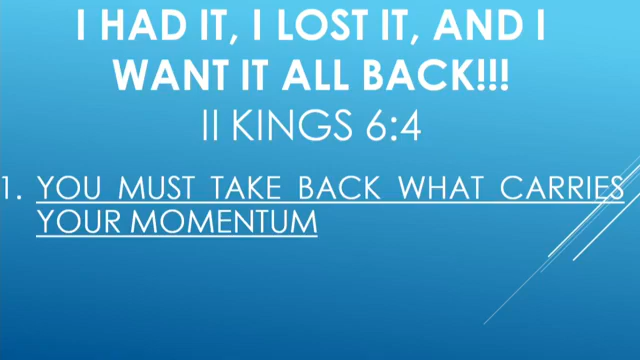 I HAD IT, I LOST IT, AND I
WANT IT ALL BACK!!!
II KINGS 6:4
1. YOU MUST TAKE BACK WHAT CARRIES
YOUR MOMENTUM